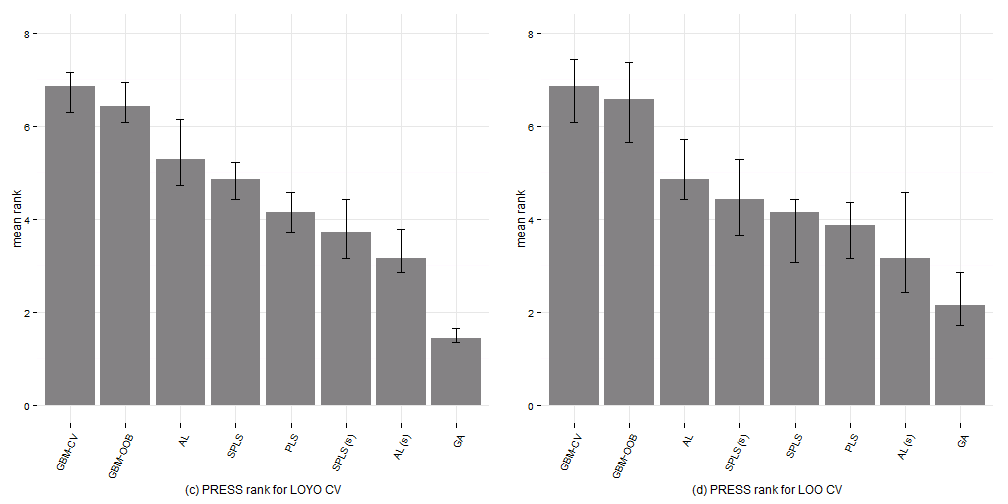 8
6
4
2
0
mean rank
GBM-CV
GBM-OOB
AL
SPLS
PLS
SPLS (s')
AL (s')
GA
(c) PRESS rank for LOYO CV
8
6
4
2
0
mean rank
GBM-CV
GBM-OOB
AL
SPLS (s')
SPLS
PLS
AL (s')
GA
(d) PRESS rank for LOO CV